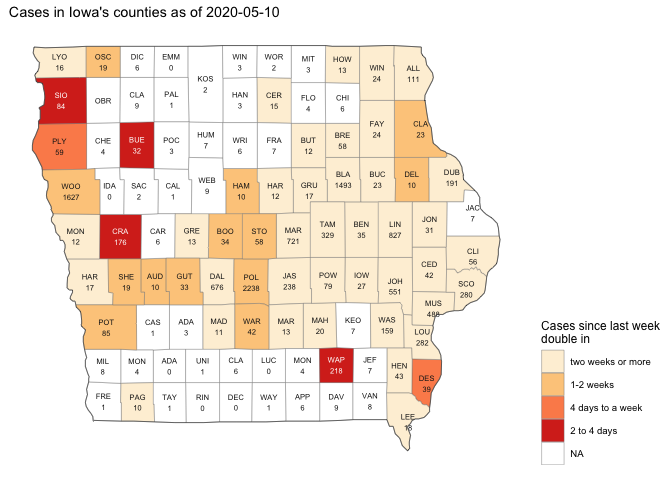 Cases in Iowa's counties as of 2020-05-10
LYO
16
OSC
19
DIC
6
EMM
0
KOS
2
WIN
3
WOR
2
MIT
3
HOW
13
WIN
24
ALL
111
SIO
84
OBR
CLA
9
PAL
1
HAN
3
CER
15
FLO
4
CHI
6
PLY
59
CHE
4
BUE
32
POC
3
HUM
7
WRI
6
FRA
7
BUT
12
BRE
58
FAY
24
CLA
23
WOO
1627
IDA
0
SAC
2
CAL
1
WEB
9
HAM
10
HAR
12
GRU
17
BLA
1493
BUC
23
DEL
10
DUB
191
MON
12
CRA
176
CAR
6
GRE
13
BOO
34
STO
58
MAR
721
TAM
329
BEN
35
LIN
827
JON
31
JAC
7
CLI
56
HAR
17
SHE
19
AUD
10
GUT
33
DAL
676
POL
2238
JAS
238
POW
79
IOW
27
JOH
551
CED
42
SCO
280
MUS
488
POT
85
CAS
1
ADA
3
MAD
11
WAR
42
MAR
13
MAH
20
KEO
7
WAS
159
LOU
282
MIL
8
MON
4
ADA
0
UNI
1
CLA
6
LUC
0
MON
4
WAP
218
JEF
7
HEN
43
DES
39
FRE
1
PAG
10
TAY
1
RIN
0
DEC
0
WAY
1
APP
6
DAV
9
VAN
8
LEE
18
Cases since last week
double in
two weeks or more
1-2 weeks
4 days to a week
2 to 4 days
NA